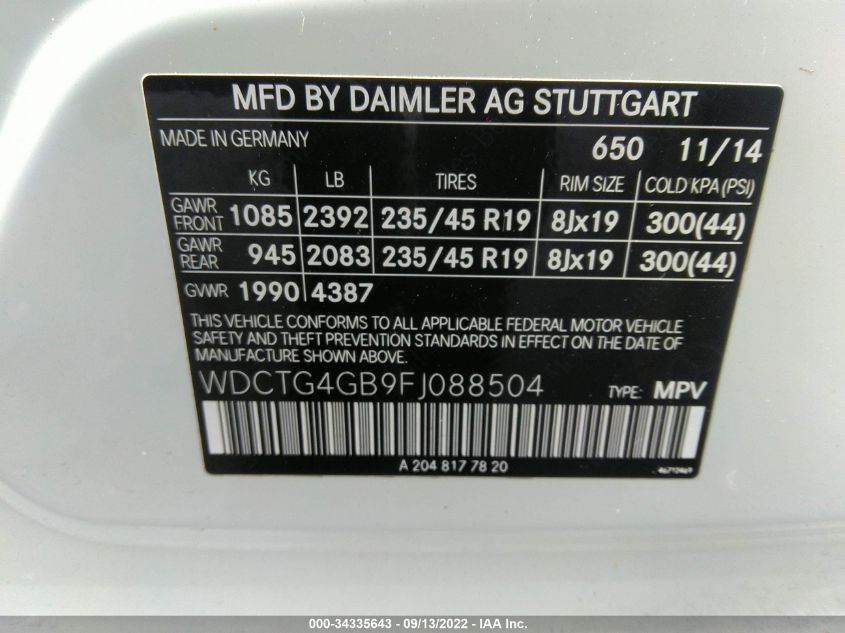 MFD BY DAIMLER AG STUTTGART
MADE IN GERMANY 650 11/14
KG LB TIRES RIM SIZE COLD KPA (PSI)
GAWR FRONT 1085 2392 235/45 R19 8Jx19 300(44)
GAWR REAR 945 2083 235/45 R19 8Jx19 300(44)
GVWR 1990 4387
THIS VEHICLE CONFORMS TO ALL APPLICABLE FEDERAL MOTOR VEHICLE
SAFETY AND THEFT PREVENTION STANDARDS IN EFFECT ON THE DATE OF
MANUFACTURE SHOWN ABOVE.
WDCTG4GB9FJ088504 TYPE: MPV
A 204 817 78 20
000-34335643 - 09/13/2022 - IAA Inc.